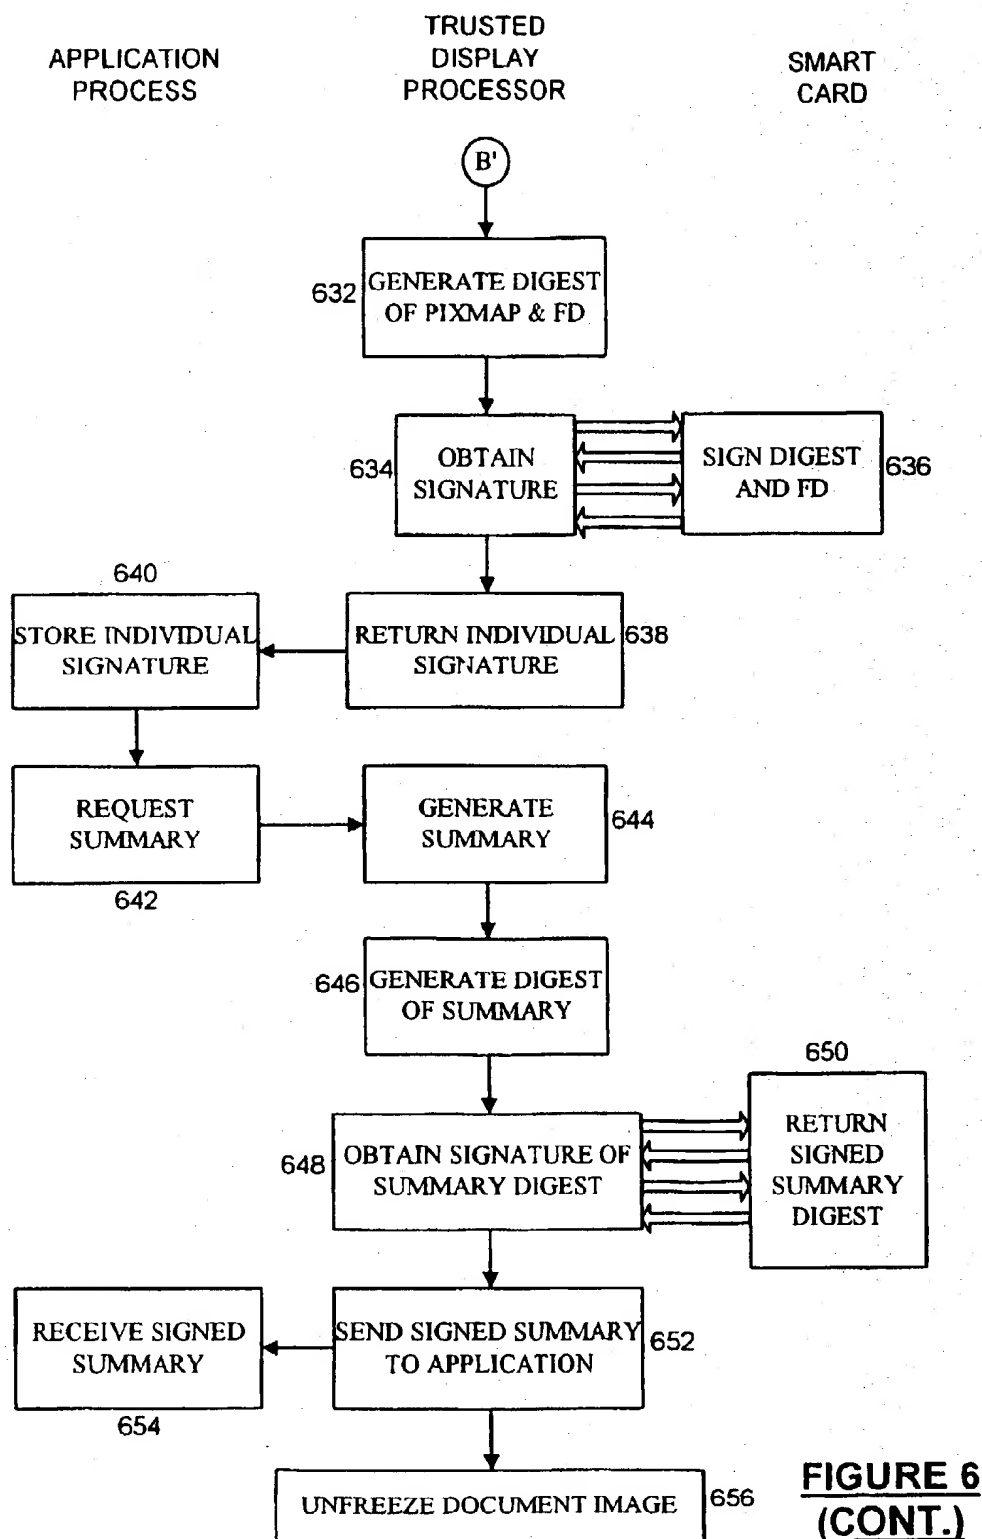 APPLICATION
PROCESS
TRUSTED
DISPLAY
PROCESSOR
SMART
CARD
B'
632
GENERATE DIGEST
OF PIXMAP & FD
634
OBTAIN
SIGNATURE
SIGN DIGEST
AND FD
636
640
STORE INDIVIDUAL
SIGNATURE
RETURN INDIVIDUAL
SIGNATURE
638
REQUEST
SUMMARY
642
GENERATE
SUMMARY
644
646
GENERATE DIGEST
OF SUMMARY
648
OBTAIN SIGNATURE OF
SUMMARY DIGEST
650
RETURN
SIGNED
SUMMARY
DIGEST
RECEIVE SIGNED
SUMMARY
654
SEND SIGNED SUMMARY
TO APPLICATION
652
UNFREEZE DOCUMENT IMAGE
656
FIGURE 6
(CONT.)